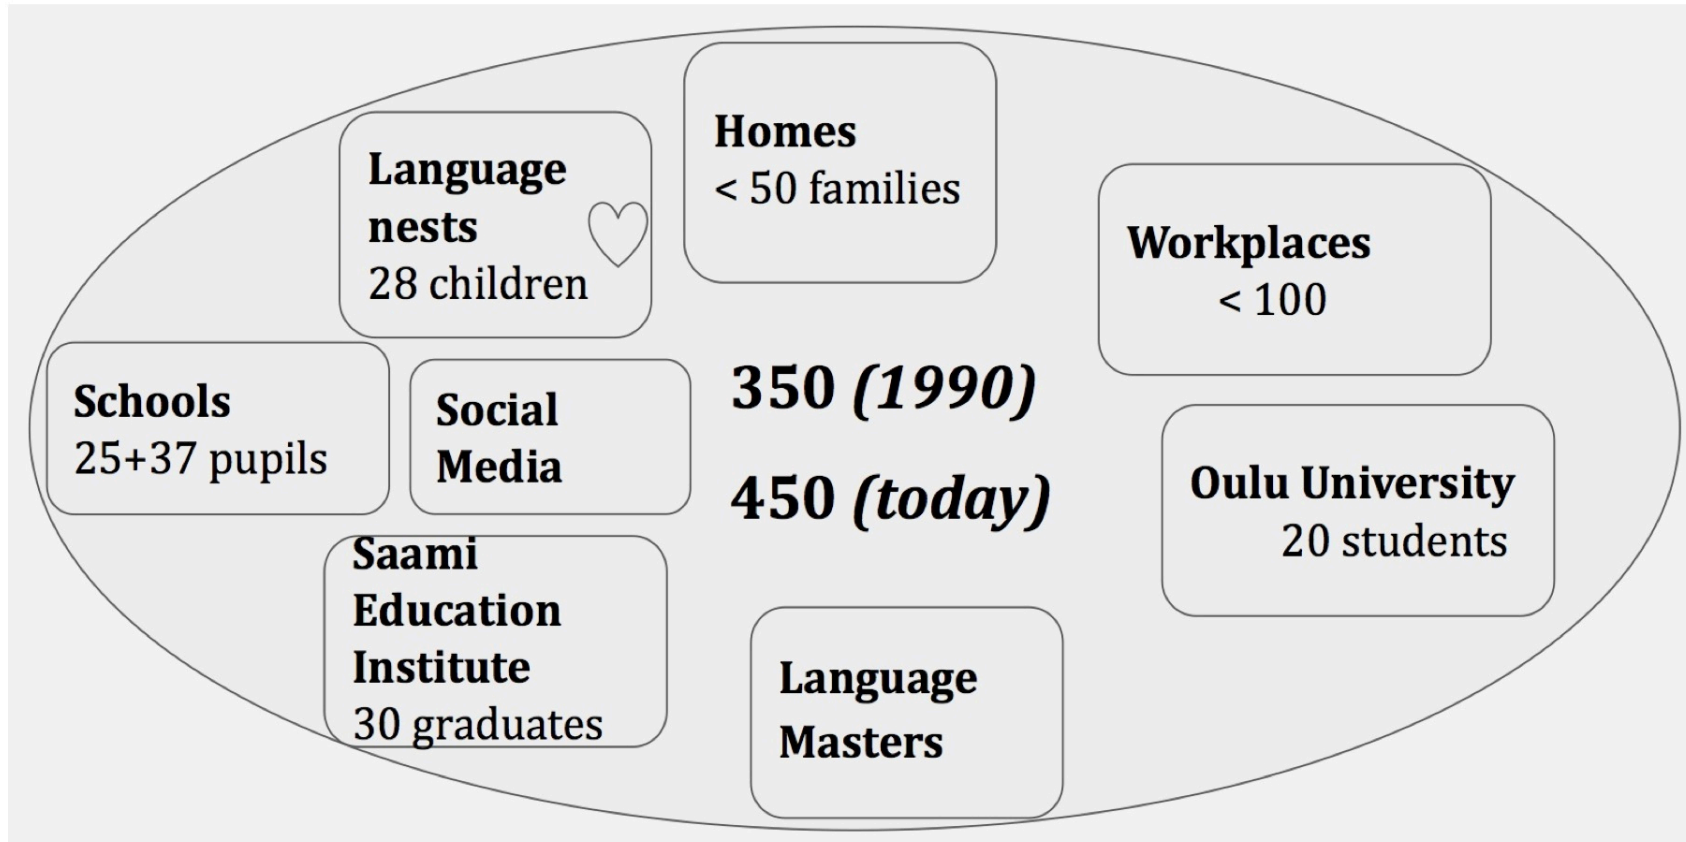 Homes
< 50 families
Language
nests
28 children
Workplaces
< 100
Schools
25+37 pupils
Social
Media
350 (1990)
450 (today)
Oulu University
20 students
Saami
Education
Institute
30 graduates
Language
Masters